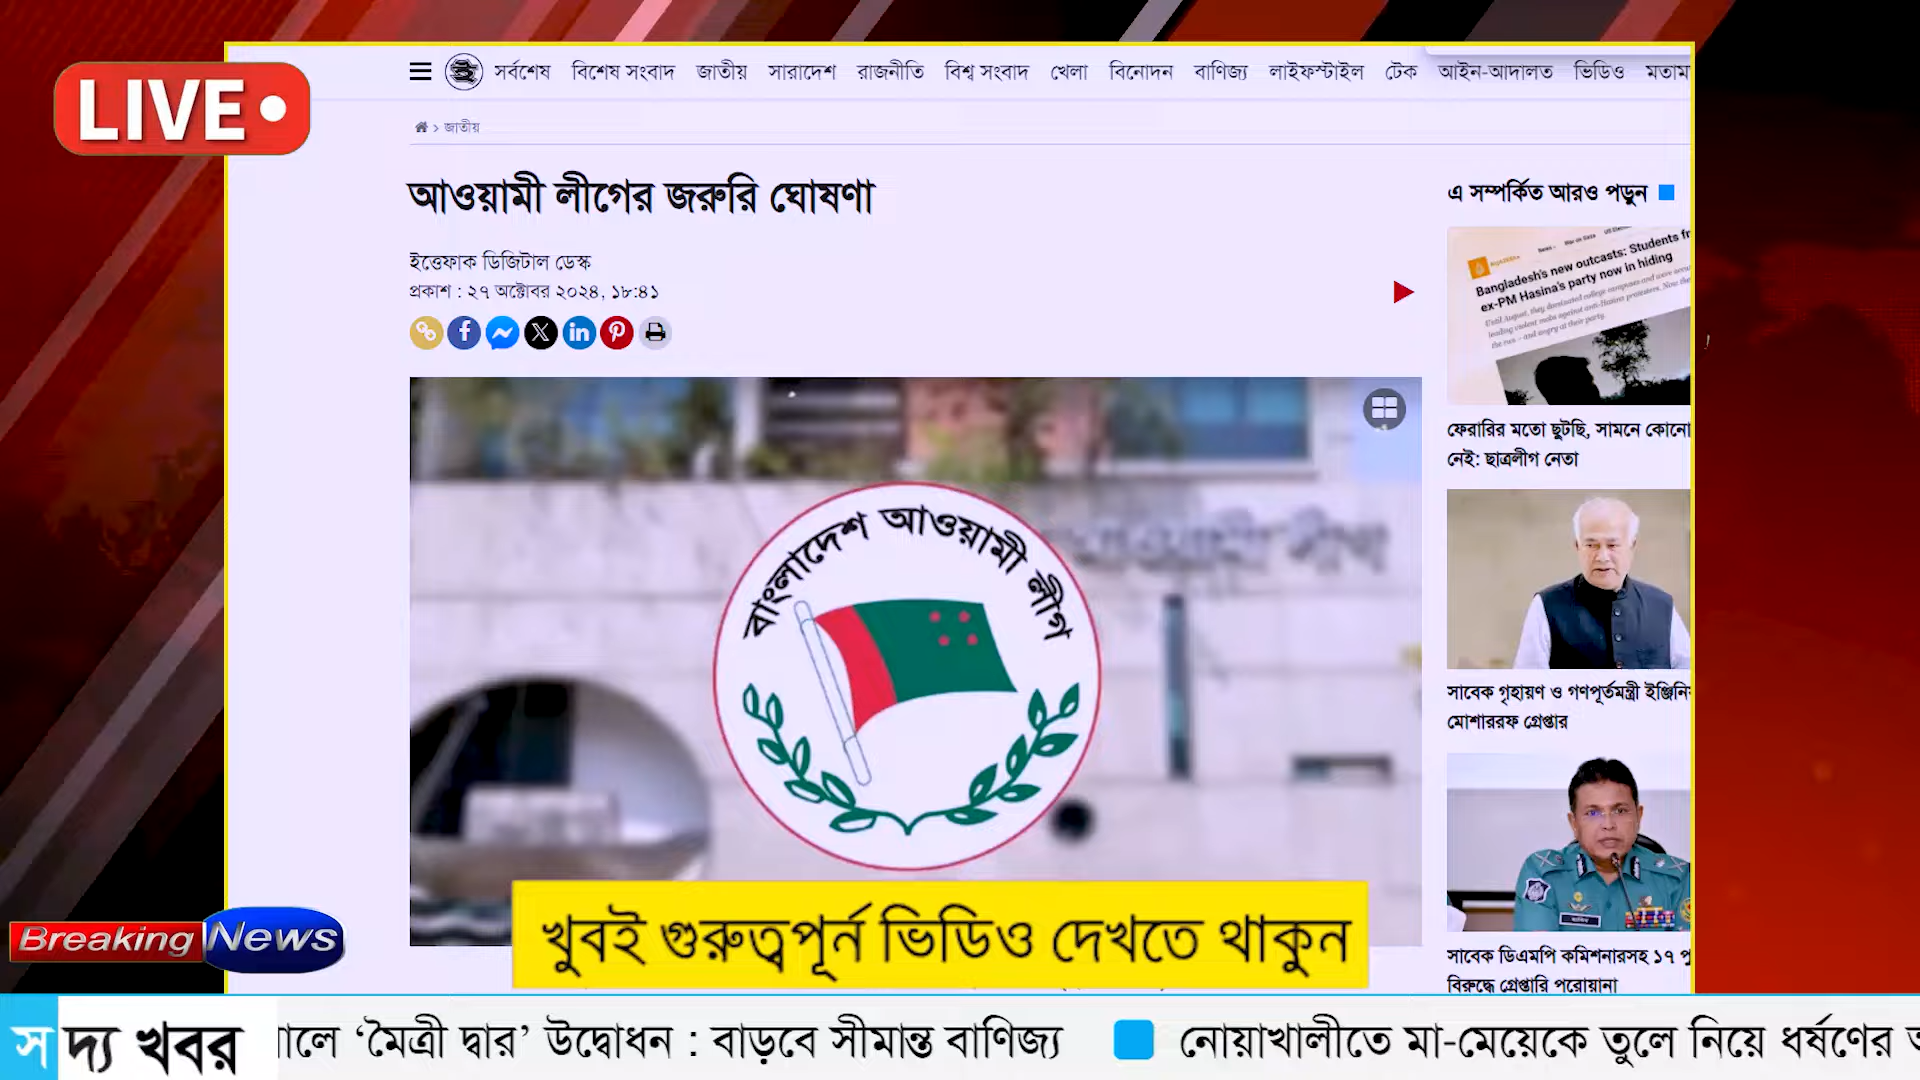 LIVE
সর্বশেষ বিশেষ সংবাদ জাতীয় সারাদেশ রাজনীতি বিশ্ব সংবাদ খেলা বিনোদন বাণিজ্য লাইফস্টাইল টেক আইন-আদালত ভিডিও মতাম
জাতীয়
আওয়ামী লীগের জরুরি ঘোষণা
ইত্তেফাক ডিজিটাল ডেস্ক
প্রকাশ : ২৭ অক্টোবর ২০২৪, ১৮:৪১
বাংলাদেশ আওয়ামী লীগ
এ সম্পর্কিত আরও পড়ুন
Bangladesh's new outcasts: Students fr
ex-PM Hasina's party now in hiding
ফেরারির মতো ছুটছি, সামনে কোনো
নেই: ছাত্রলীগ নেতা
সাবেক গৃহায়ণ ও গণপূর্তমন্ত্রী ইঞ্জিনি
মোশাররফ গ্রেপ্তার
সাবেক ডিএমপি কমিশনারসহ ১৭ পু
বিরুদ্ধে গ্রেপ্তারি পরোয়ানা
খুবই গুরুত্বপূর্ন ভিডিও দেখতে থাকুন
Breaking News
সদ্য খবর
ালে ‘মৈত্রী দ্বার’ উদ্বোধন : বাড়বে সীমান্ত বাণিজ্য
নোয়াখালীতে মা-মেয়েকে তুলে নিয়ে ধর্ষণের